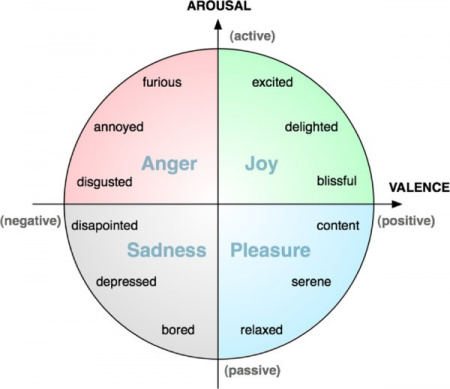 AROUSAL
(active)
furious
excited
annoyed
delighted
Anger
Joy
disgusted
blissful
VALENCE
(negative)
(positive)
disapointed
content
Sadness
Pleasure
depressed
serene
bored
relaxed
(passive)